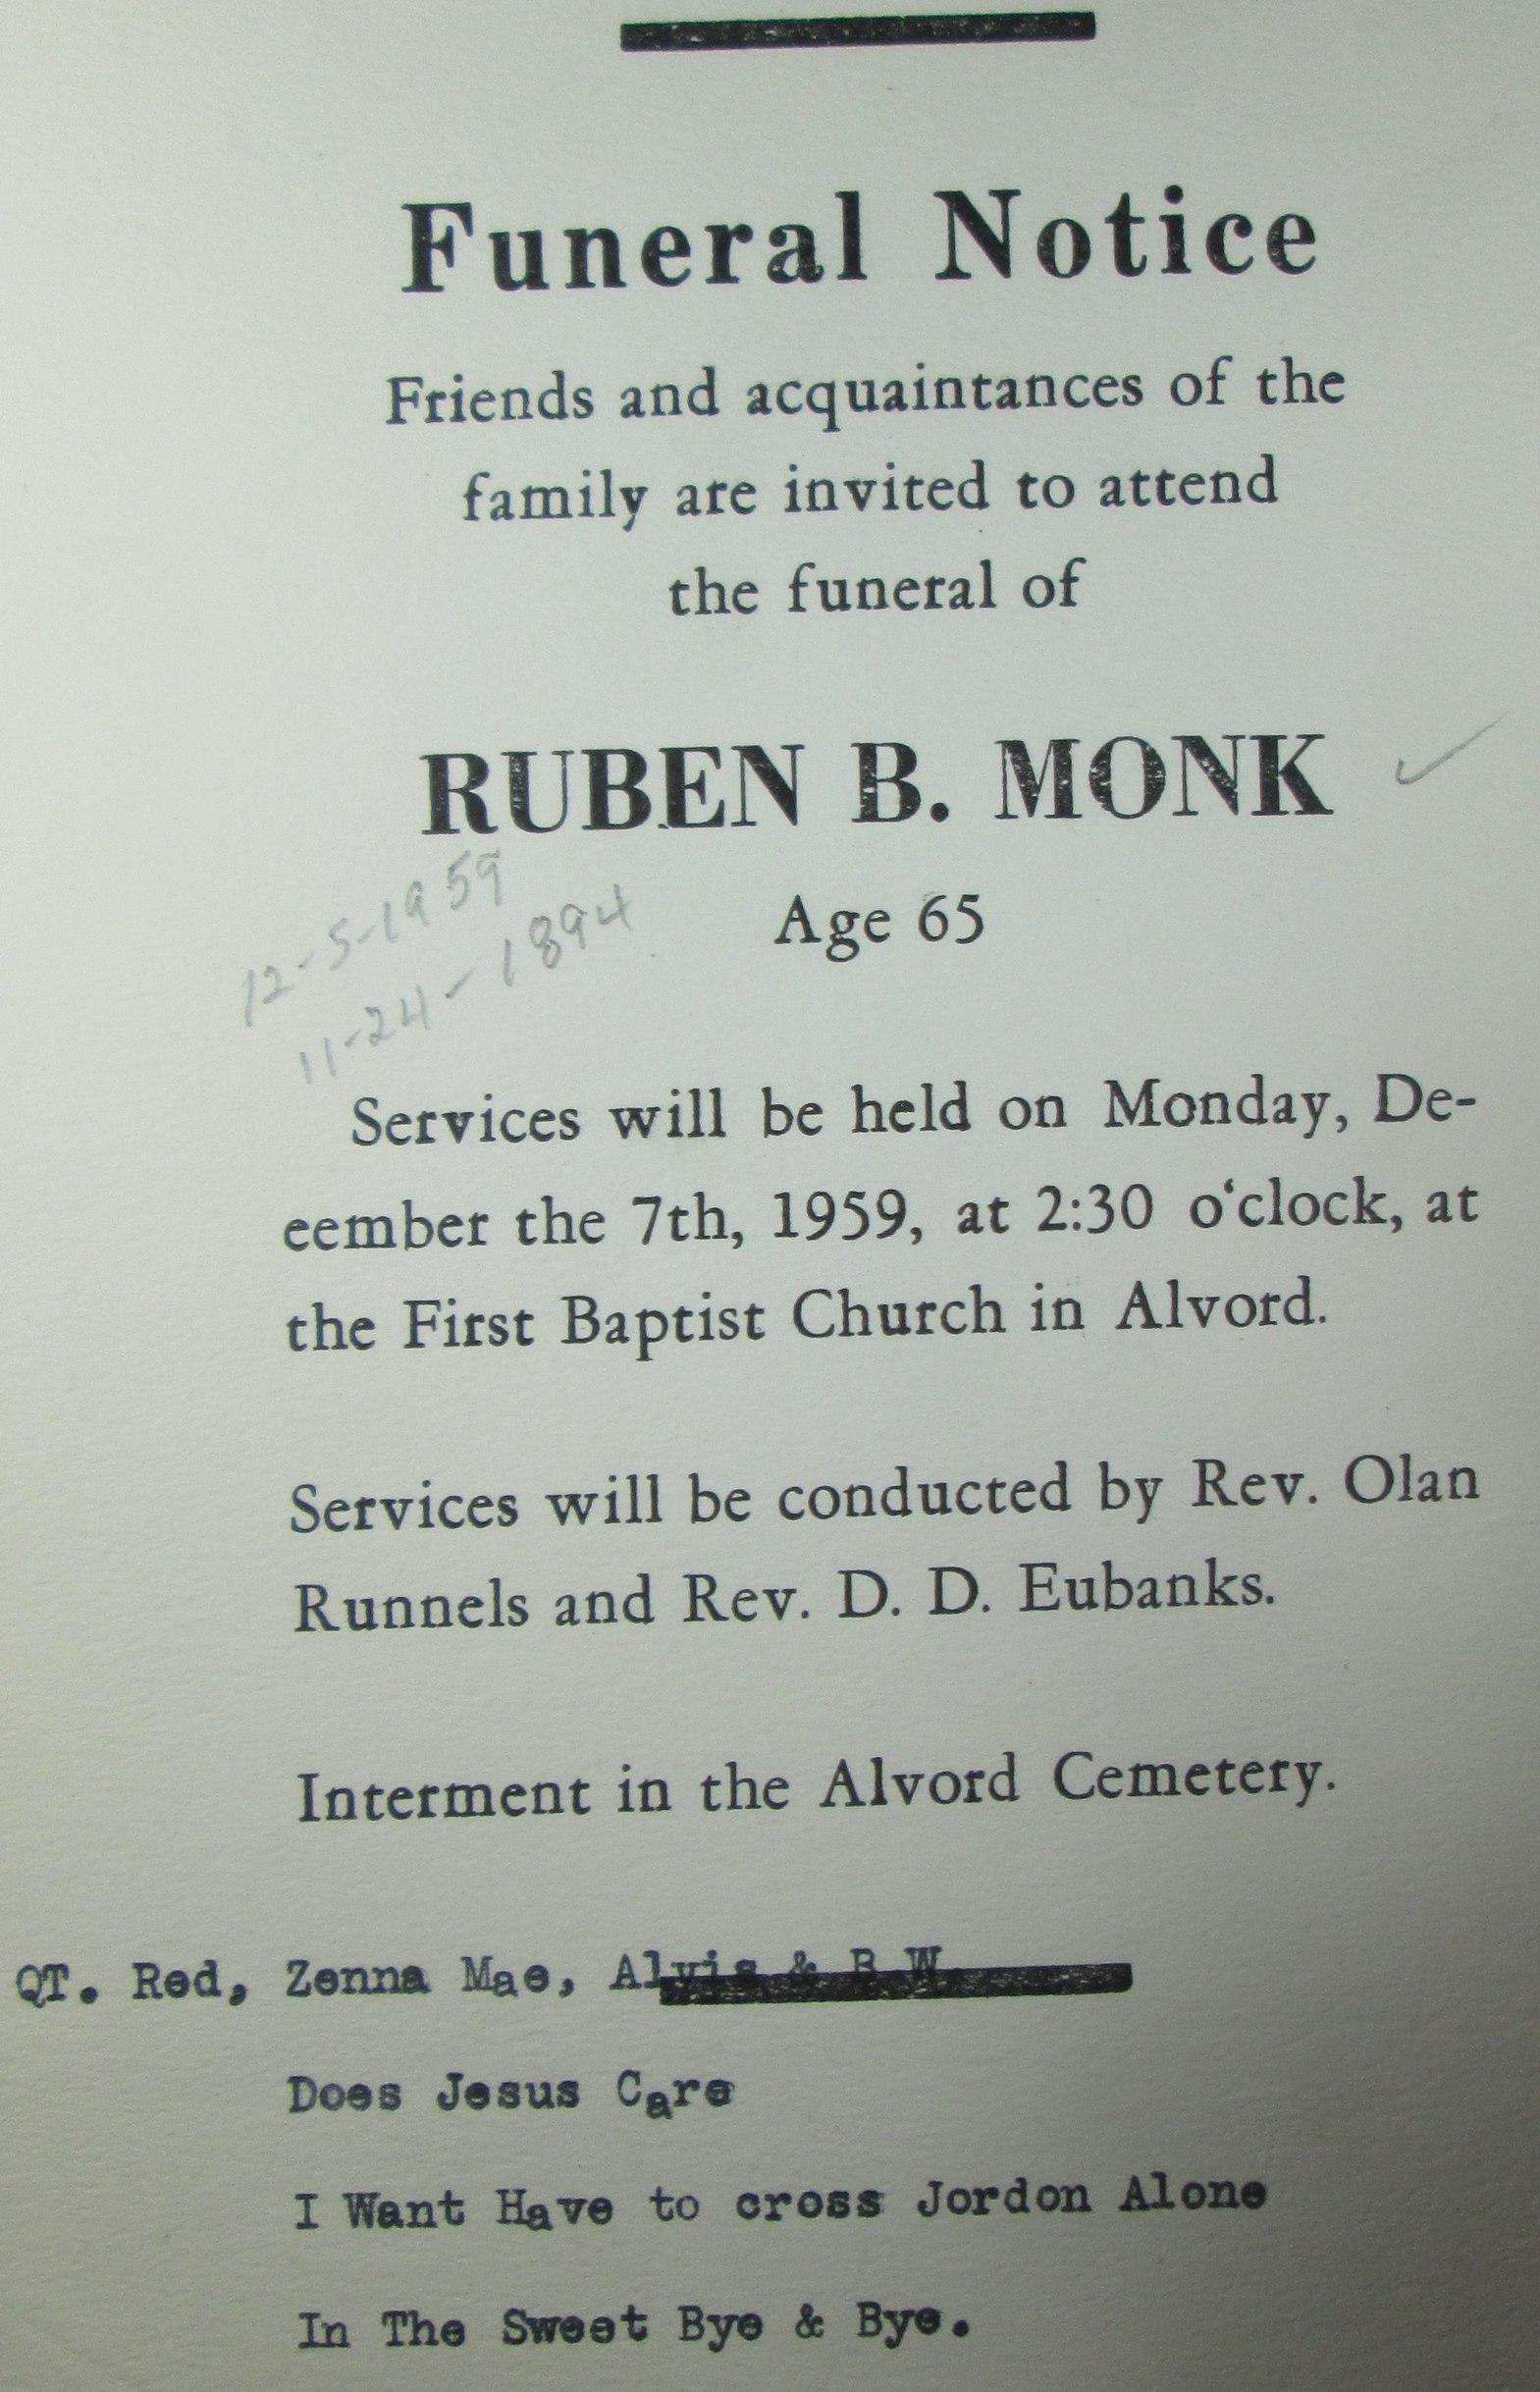 Funeral Notice
Friends and acquaintances of the
family are invited to attend
the funeral of
RUBEN B. MONK
Age 65
12-5-1959
11-24-1894
Services will be held on Monday, De-
eember the 7th, 1959, at 2:30 o‘clock, at
the First Baptist Church in Alvord.
Services will be conducted by Rev. Olan
Runnels and Rev. D. D. Eubanks.
Interment in the Alvord Cemetery.
QT. Red, Zenna Mae, Alvis & B.W.
Does Jesus Care
I Want Have to cross Jordon Alone
In The Sweet Bye & Bye.